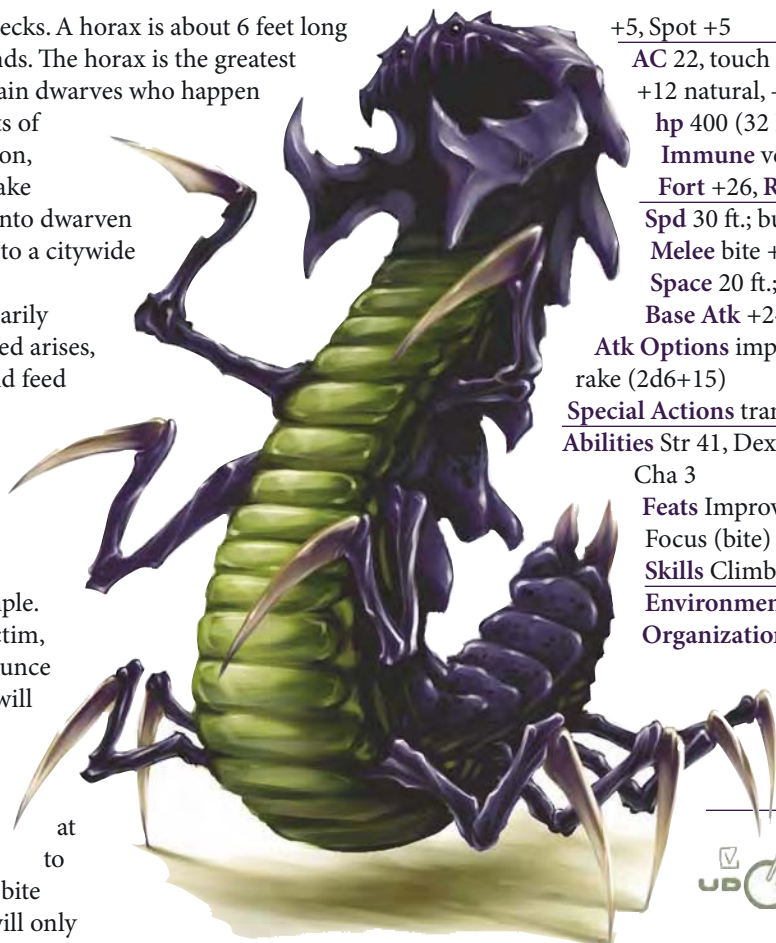 ecks. A horax is about 6 feet long
nds. The horax is the greatest
ain dwarves who happen
ts of
on,
ake
nto dwarven
to a citywide
arily
ed arises,
d feed
ple.
ctim,
unce
will
at
to
bite
will only
+5, Spot +5
AC 22, touch
+12 natural, -
hp 400 (32
Immune ve
Fort +26, R
Spd 30 ft.; bu
Melee bite +
Space 20 ft.;
Base Atk +24
Atk Options imp
rake (2d6+15)
Special Actions tran
Abilities Str 41, Dex
Cha 3
Feats Improv
Focus (bite)
Skills Climb
Environmen
Organization
UD